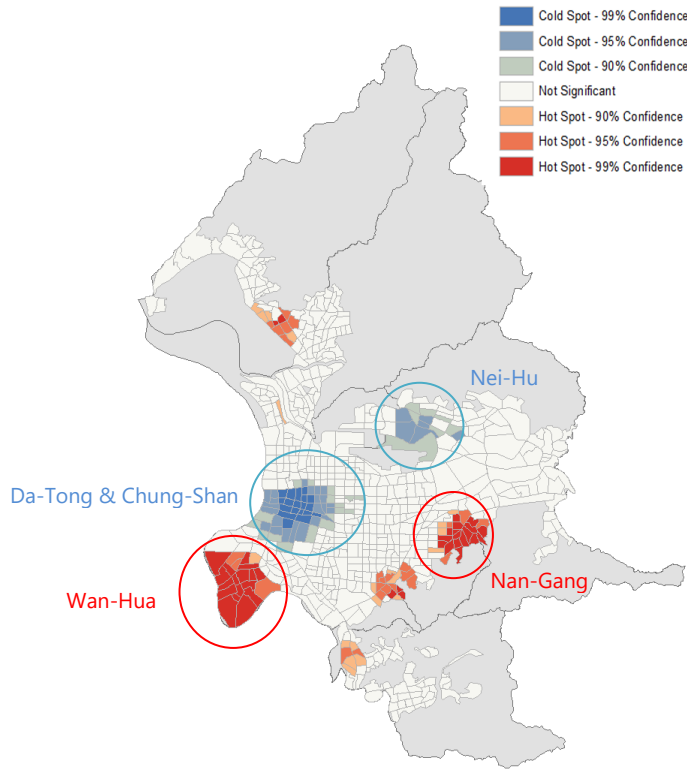 Cold Spot - 99% Confidence
Cold Spot - 95% Confidence
Cold Spot - 90% Confidence
Not Significant
Hot Spot - 90% Confidence
Hot Spot - 95% Confidence
Hot Spot - 99% Confidence
Nei-Hu
Da-Tong & Chung-Shan
Nan-Gang
Wan-Hua